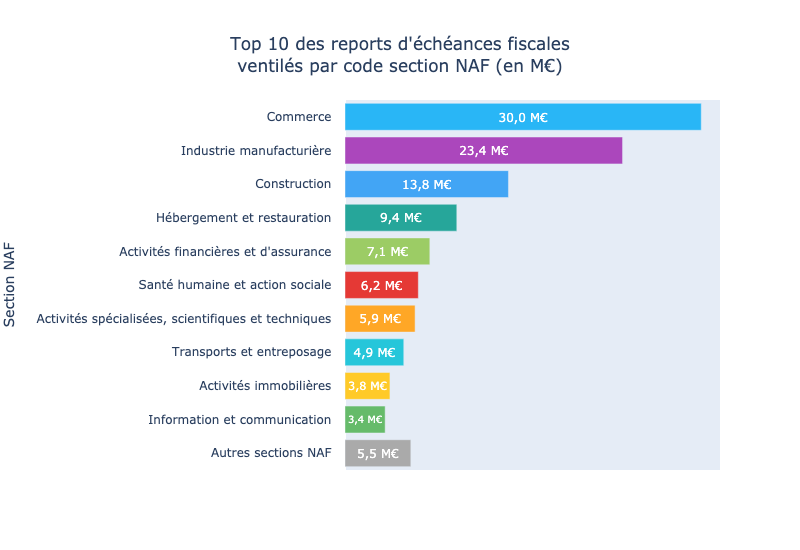 Top 10 des reports d'échéances fiscales
ventilés par code section NAF (en M€)
Section NAF
Commerce 30,0 M€
Industrie manufacturière 23,4 M€
Construction 13,8 M€
Hébergement et restauration 9,4 M€
Activités financières et d'assurance 7,1 M€
Santé humaine et action sociale 6,2 M€
Activités spécialisées, scientifiques et techniques 5,9 M€
Transports et entreposage 4,9 M€
Activités immobilières 3,8 M€
Information et communication 3,4 M€
Autres sections NAF 5,5 M€